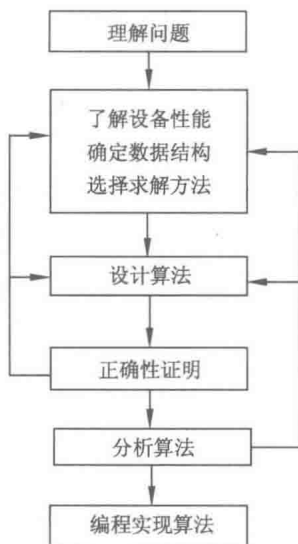 理解问题
了解设备性能
确定数据结构
选择求解方法
设计算法
正确性证明
分析算法
编程实现算法